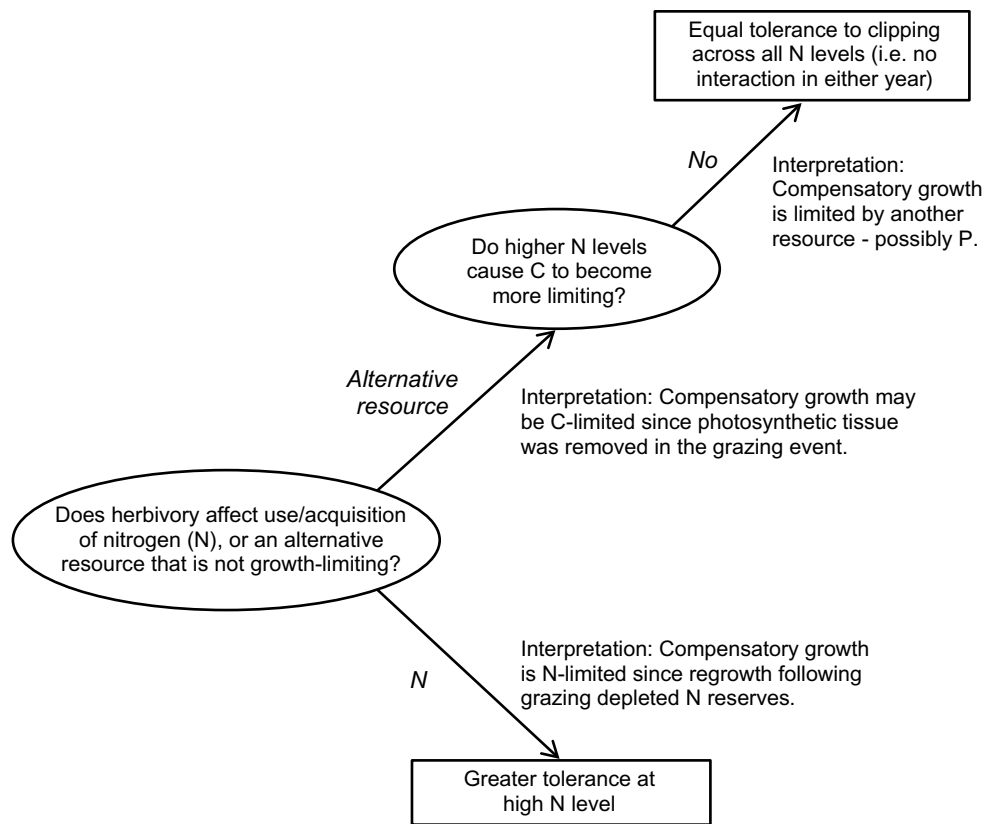 Equal tolerance to clipping
across all N levels (i.e. no
interaction in either year)
No
Interpretation:
Compensatory growth
is limited by another
resource - possibly P.
Do higher N levels
cause C to become
more limiting?
Alternative
resource
Interpretation: Compensatory growth may
be C-limited since photosynthetic tissue
was removed in the grazing event.
Does herbivory affect use/acquisition
of nitrogen (N), or an alternative
resource that is not growth-limiting?
Interpretation: Compensatory growth
is N-limited since regrowth following
grazing depleted N reserves.
N
Greater tolerance at
high N level